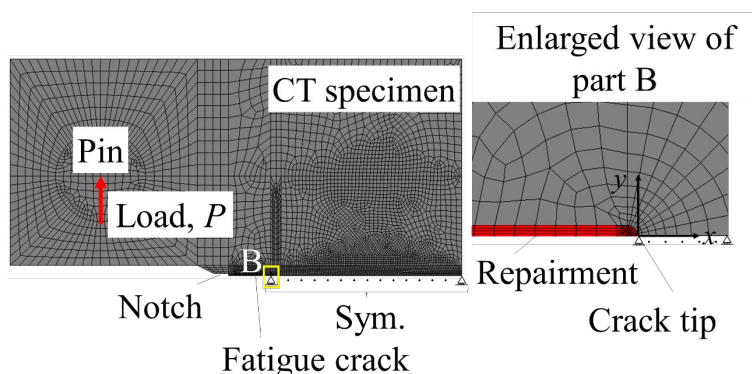 Enlarged view of
part B
CT specimen
Pin
Load, P
y
x
B
Repairment
Notch
Sym.
Crack tip
Fatigue crack